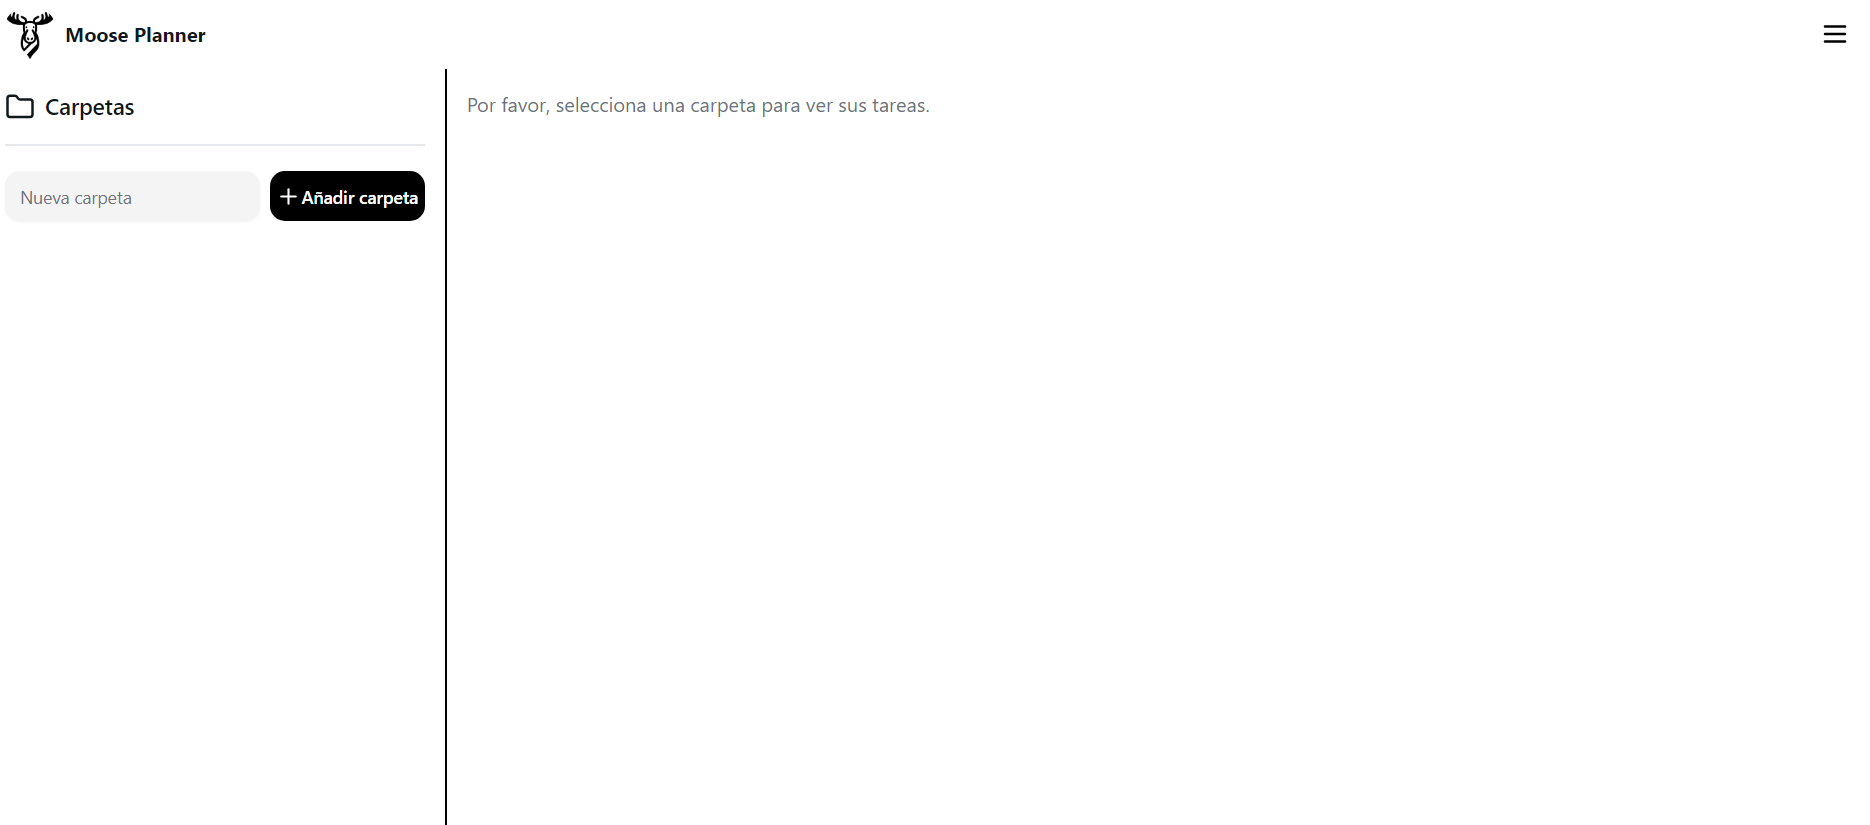 Moose Planner
Carpetas
Por favor, selecciona una carpeta para ver sus tareas.
Nueva carpeta
Añadir carpeta